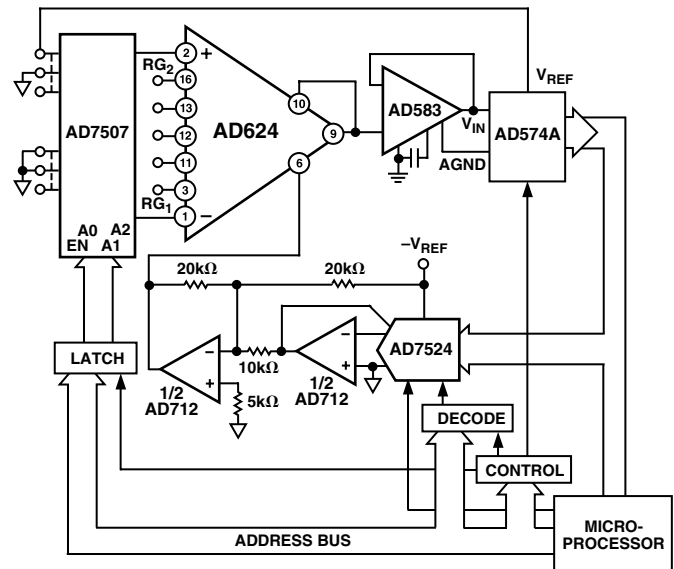 V_REF
AD7507
A0 A2
EN A1
RG_2
2 +
16
13
12
11
3
RG_1
1 −
AD624
10
9
6
AD583
V_IN
AD574A
AGND
−V_REF
20kΩ
20kΩ
LATCH
−
+
1/2
AD712
5kΩ
10kΩ
−
+
1/2
AD712
AD7524
DECODE
CONTROL
ADDRESS BUS
MICRO-
PROCESSOR